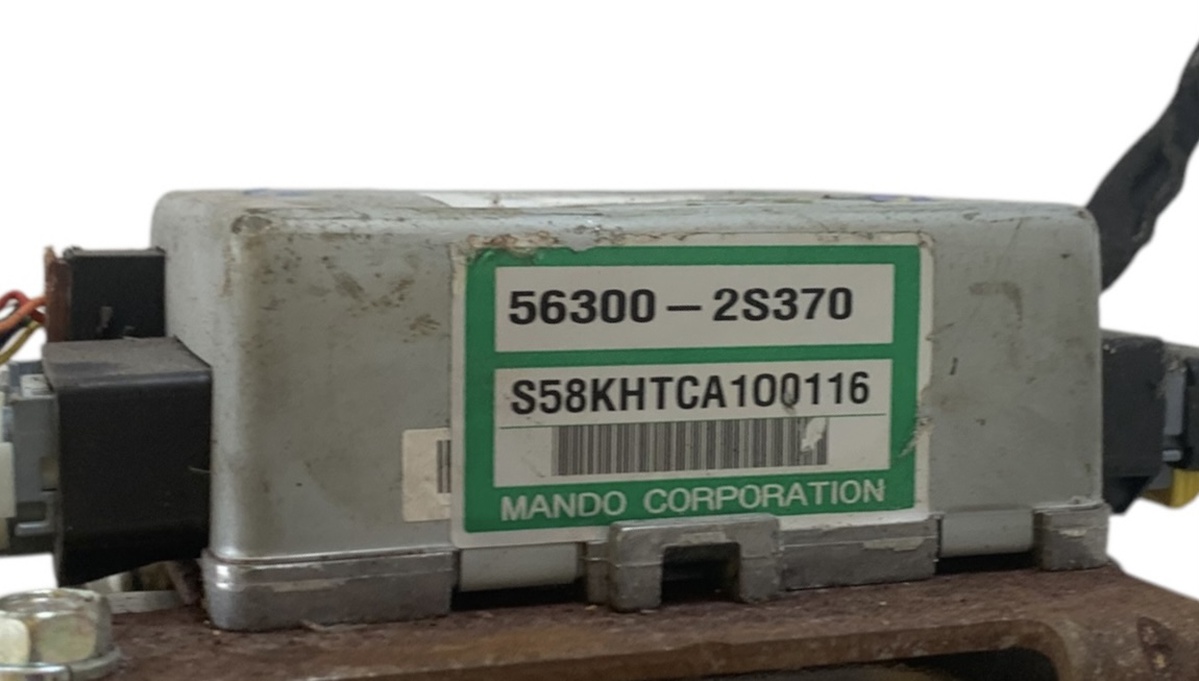 56300-2S370
S58KHTCA100116
MANDO CORPORATION